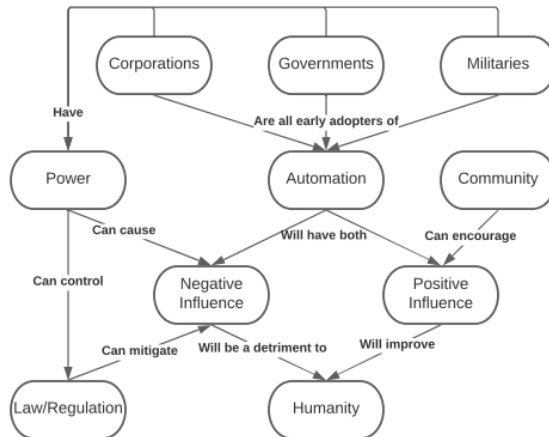 Corporations
Governments
Militaries
Have
Are all early adopters of
Power
Automation
Community
Can cause
Will have both
Can encourage
Can control
Negative
Influence
Positive
Influence
Can mitigate
Will be a detriment to
Will improve
Law/Regulation
Humanity